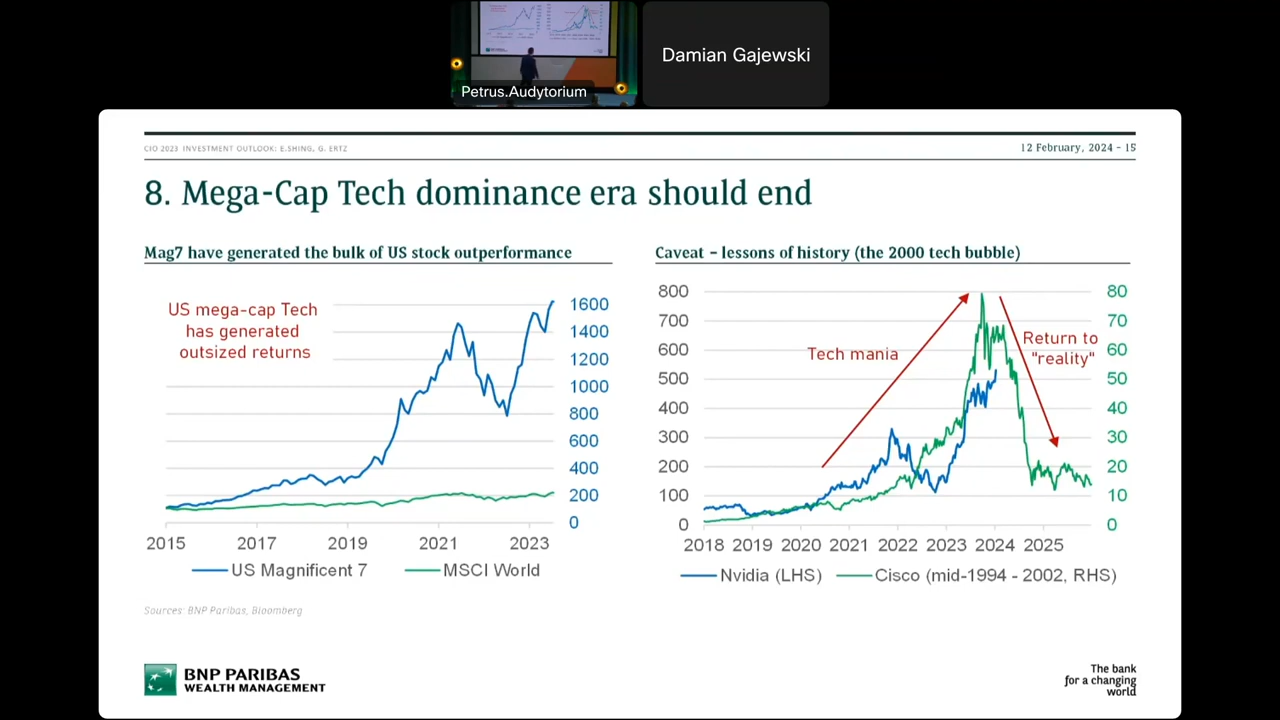 Petrus.Audytorium
Damian Gajewski
CIO 2023 INVESTMENT OUTLOOK: E.SHING, G. ERTZ
12 February, 2024 - 15
8. Mega-Cap Tech dominance era should end
Mag7 have generated the bulk of US stock outperformance
US mega-cap Tech
has generated
outsized returns
1600
1400
1200
1000
800
600
400
200
0
2015 2017 2019 2021 2023
US Magnificent 7 MSCI World
Caveat – lessons of history (the 2000 tech bubble)
800 80
700 70
600 60
500 50
400 40
300 30
200 20
100 10
0 0
Tech mania
Return to
"reality"
2018 2019 2020 2021 2022 2023 2024 2025
Nvidia (LHS) Cisco (mid-1994 - 2002, RHS)
Sources: BNP Paribas, Bloomberg
BNP PARIBAS
WEALTH MANAGEMENT
The bank
for a changing
world